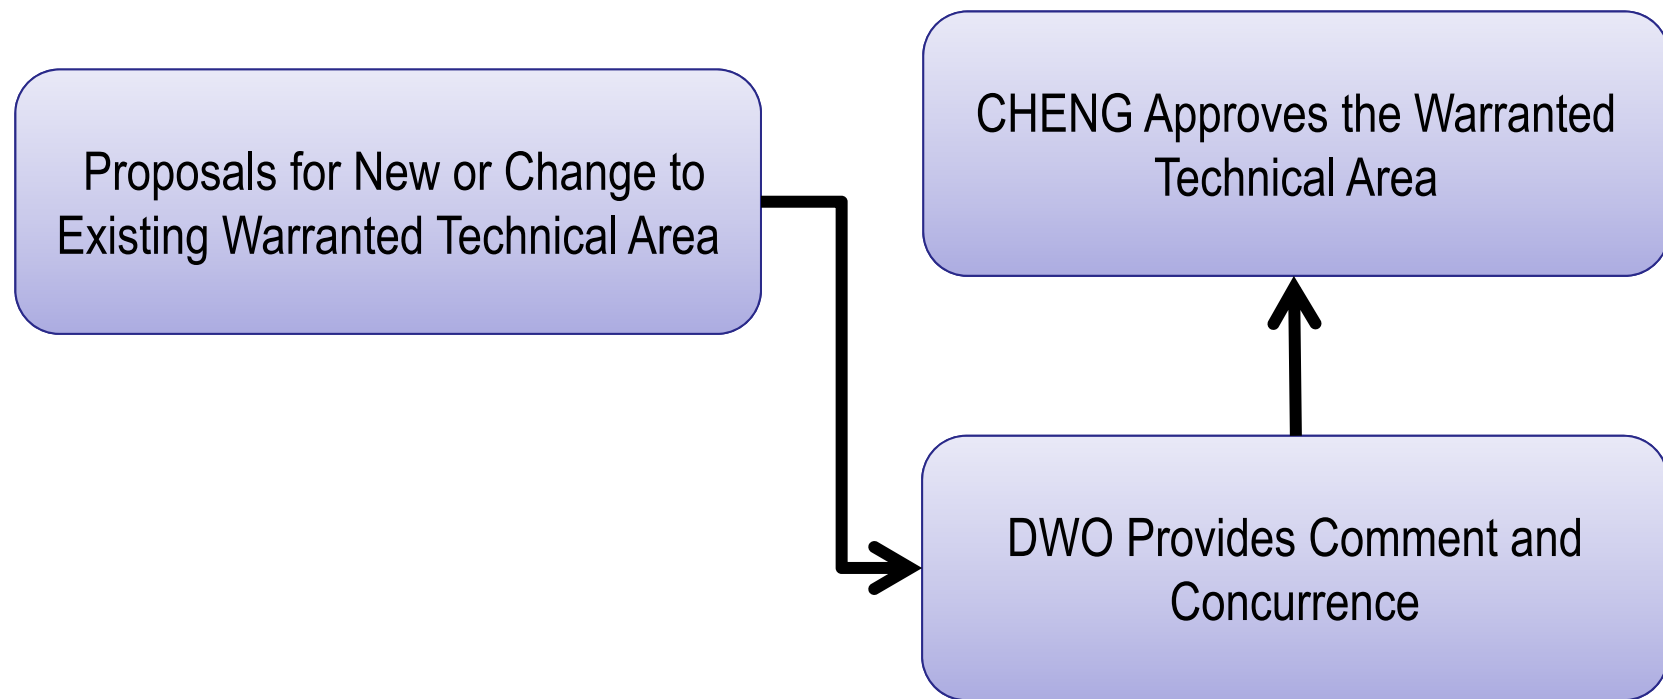 Proposals for New or Change to
Existing Warranted Technical Area
CHENG Approves the Warranted
Technical Area
DWO Provides Comment and
Concurrence